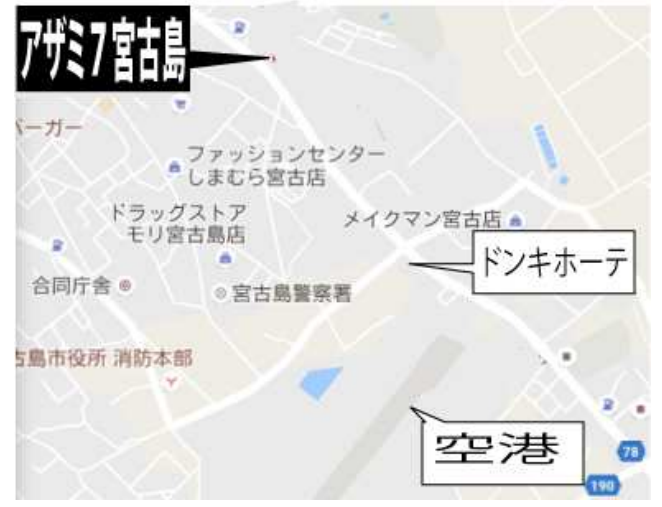 アザミ7宮古島
バーガー
ファッションセンター
しまむら宮古店
ドラッグストア
モリ宮古島店
メイクマン宮古店
ドンキホーテ
合同庁舎
宮古島警察署
古島市役所 消防本部
空港
78
190